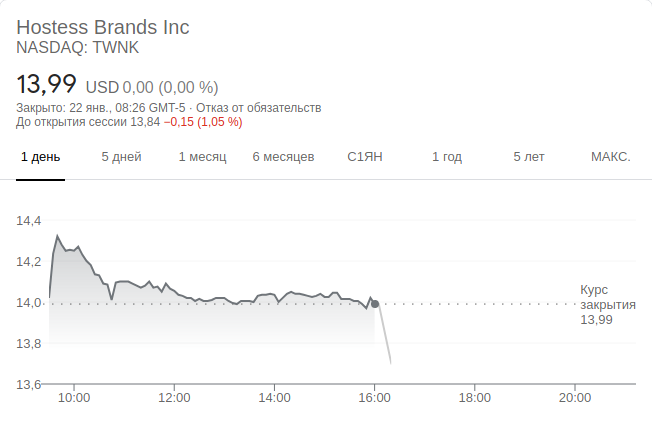 Hostess Brands Inc
NASDAQ: TWNK
13,99 USD 0,00 (0,00 %)
Закрыто: 22 янв., 08:26 GMT-5 · Отказ от обязательств
До открытия сессии 13,84 −0,15 (1,05 %)
1 день 5 дней 1 месяц 6 месяцев С1ЯН 1 год 5 лет МАКС.
14,4
14,2
14,0
13,8
13,6
Курс
закрытия
13,99
10:00 12:00 14:00 16:00 18:00 20:00